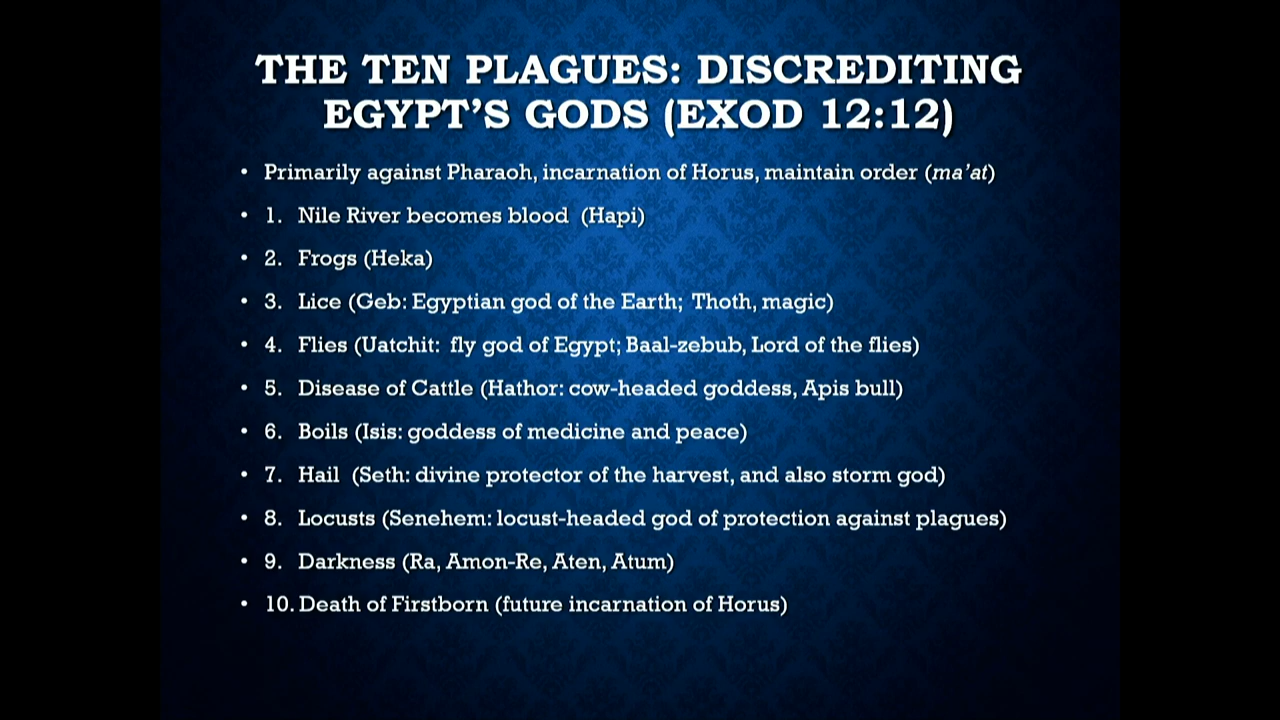 THE TEN PLAGUES: DISCREDITING
EGYPT'S GODS (EXOD 12:12)
• Primarily against Pharaoh, incarnation of Horus, maintain order (ma'at)
• 1. Nile River becomes blood (Hapi)
• 2. Frogs (Heka)
• 3. Lice (Geb: Egyptian god of the Earth; Thoth, magic)
• 4. Flies (Uatchit: fly god of Egypt; Baal-zebub, Lord of the flies)
• 5. Disease of Cattle (Hathor: cow-headed goddess, Apis bull)
• 6. Boils (Isis: goddess of medicine and peace)
• 7. Hail (Seth: divine protector of the harvest, and also storm god)
• 8. Locusts (Senehem: locust-headed god of protection against plagues)
• 9. Darkness (Ra, Amon-Re, Aten, Atum)
• 10. Death of Firstborn (future incarnation of Horus)